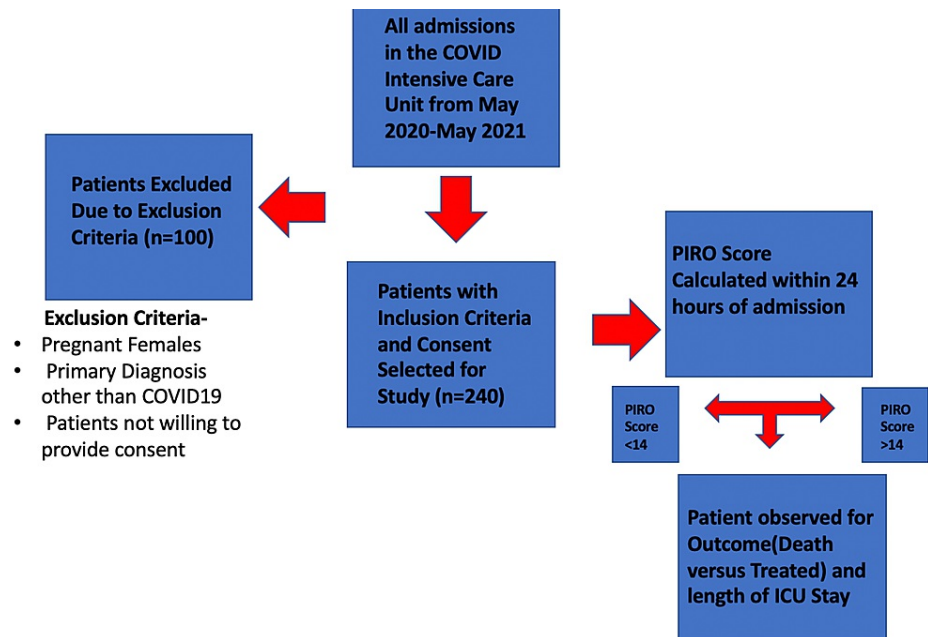 All admissions
in the COVID
Intensive Care
Unit from May
2020-May 2021
Patients Excluded
Due to Exclusion
Criteria (n=100)
Exclusion Criteria-
• Pregnant Females
• Primary Diagnosis
other than COVID19
• Patients not willing to
provide consent
Patients with
Inclusion Criteria
and Consent
Selected for
Study (n=240)
PIRO Score
Calculated within 24
hours of admission
PIRO
Score
<14
PIRO
Score
>14
Patient observed for
Outcome(Death
versus Treated) and
length of ICU Stay